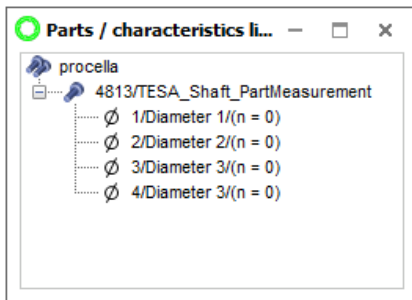 Parts / characteristics li...
procella
4813/TESA_Shaft_PartMeasurement
1/Diameter 1/(n = 0)
2/Diameter 2/(n = 0)
3/Diameter 3/(n = 0)
4/Diameter 3/(n = 0)